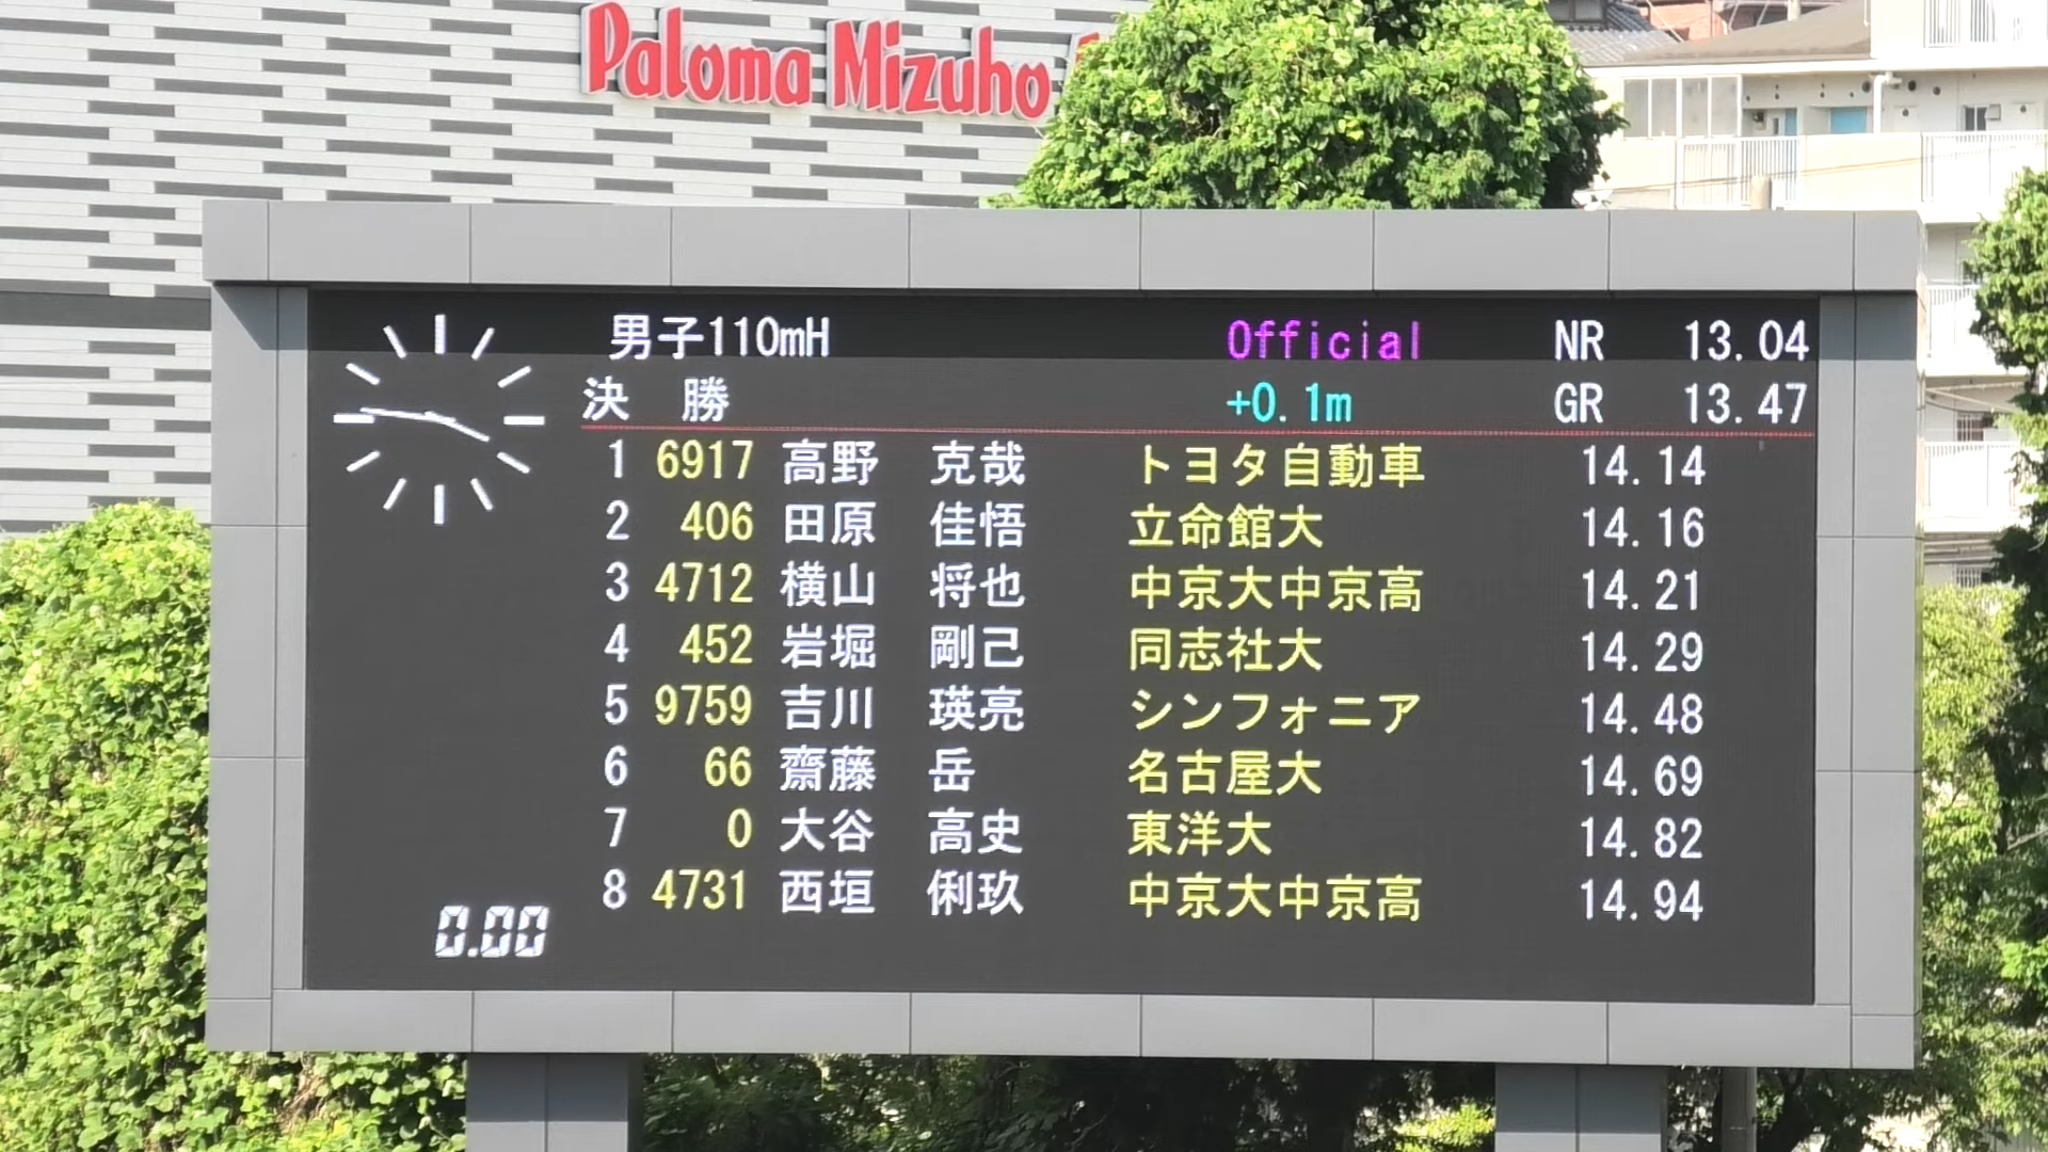 Paloma Mizuho
男子110mH Official NR 13.04
決 勝 +0.1m GR 13.47
1 6917 高野 克哉 トヨタ自動車 14.14
2 406 田原 佳悟 立命館大 14.16
3 4712 横山 将也 中京大中京高 14.21
4 452 岩堀 剛己 同志社大 14.29
5 9759 吉川 瑛亮 シンフォニア 14.48
6 66 齋藤 岳 名古屋大 14.69
7 0 大谷 高史 東洋大 14.82
8 4731 西垣 俐玖 中京大中京高 14.94
0.00